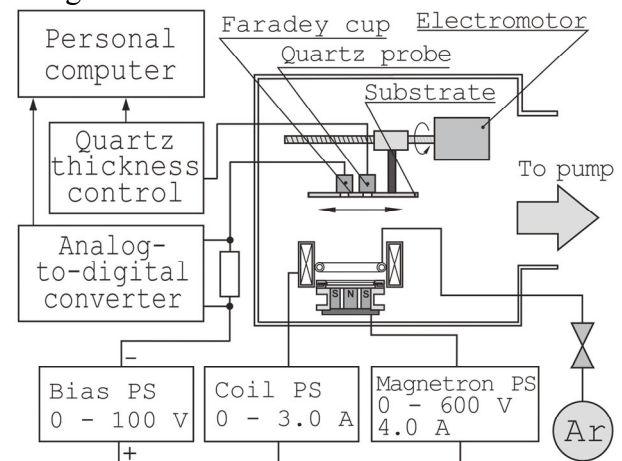 Personal
computer
Faradey cup
Electromotor
Quartz probe
Substrate
Quartz
thickness
control
To pump
Analog-
to-digital
converter
S N S
Bias PS
0 - 100 V
Coil PS
0 - 3.0 A
Magnetron PS
0 - 600 V
4.0 A
Ar
−
+